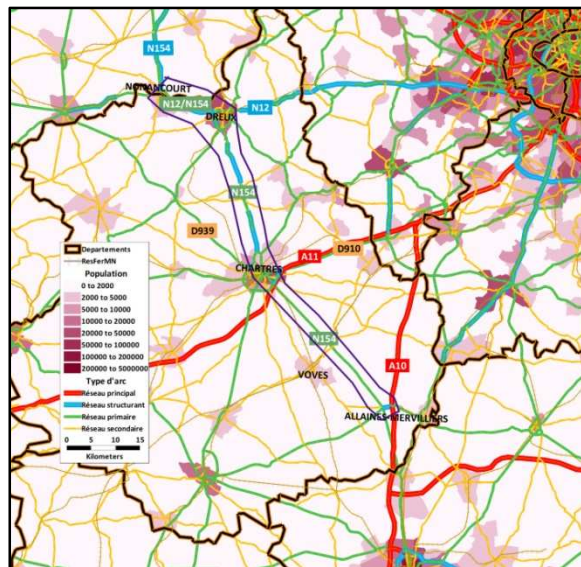 N154
NONANCOURT
N12/N154
N12
DREUX
N154
D939
A11
D910
CHARTRES
N154
VOVES
A10
ALLAINES-MERVILLIERS
Departements
ResFerMN
Population
0 to 2000
2000 to 5000
5000 to 10000
10000 to 20000
20000 to 50000
50000 to 100000
100000 to 200000
200000 to 5000000
Type d'arc
Réseau principal
Réseau structurant
Réseau primaire
Réseau secondaire
0 5 10 15
Kilometers